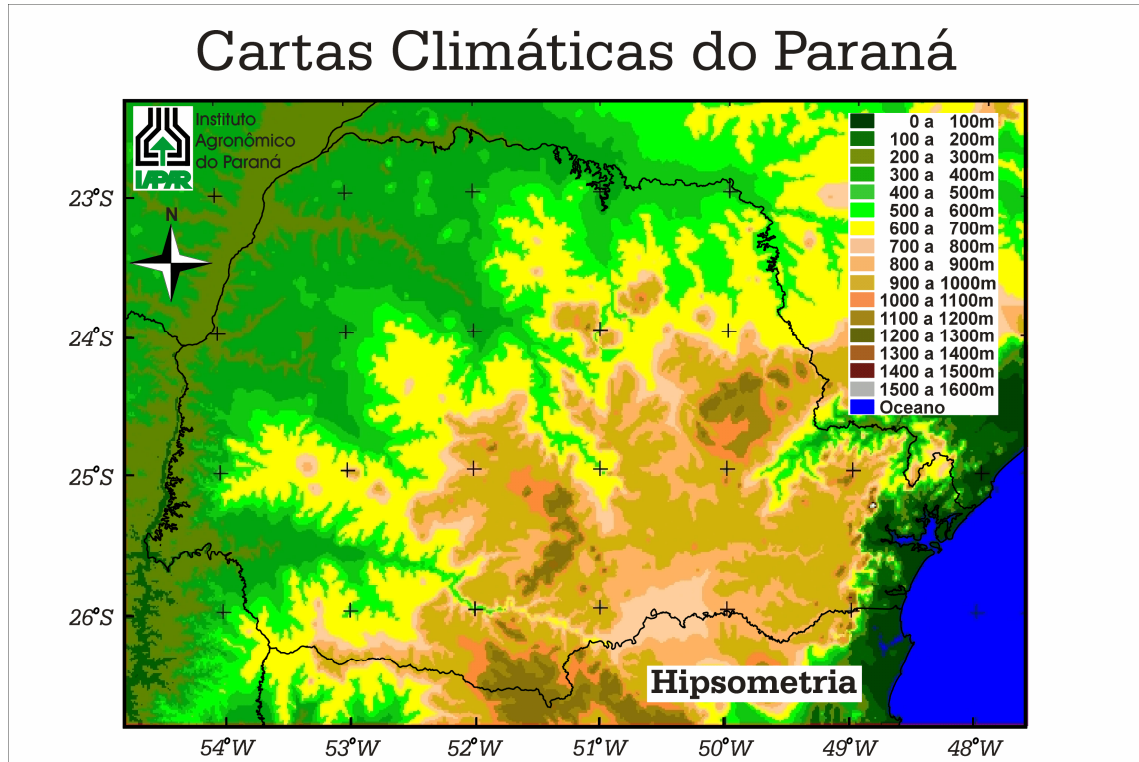 Cartas Climáticas do Paraná
IAPAR
Instituto
Agronômico
do Paraná
N
0 a 100m
100 a 200m
200 a 300m
300 a 400m
400 a 500m
500 a 600m
600 a 700m
700 a 800m
800 a 900m
900 a 1000m
1000 a 1100m
1100 a 1200m
1200 a 1300m
1300 a 1400m
1400 a 1500m
1500 a 1600m
Oceano
23°S
24°S
25°S
26°S
Hipsometria
54°W 53°W 52°W 51°W 50°W 49°W 48°W